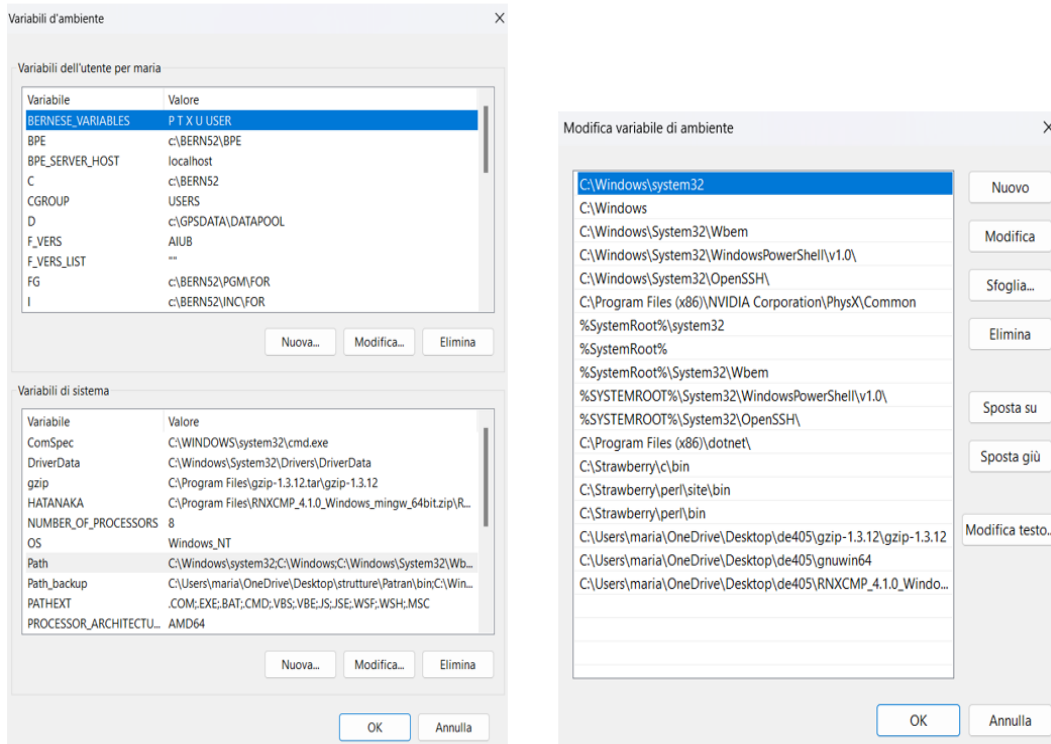 Variabili d'ambiente
Variabili dell'utente per maria
Variabile Valore
BERNESE_VARIABLES P T X U USER
BPE c:\BERN52\BPE
BPE_SERVER_HOST localhost
C c:\BERN52
CGROUP USERS
D c:\GPSDATA\DATAPOOL
F_VERS AIUB
F_VERS_LIST ""
FG c:\BERN52\PGM\FOR
I c:\BERN52\INC\FOR
Nuova... Modifica... Elimina
Variabili di sistema
Variabile Valore
ComSpec C:\WINDOWS\system32\cmd.exe
DriverData C:\Windows\System32\Drivers\DriverData
gzip C:\Program Files\gzip-1.3.12.tar\gzip-1.3.12
HATANAKA C:\Program Files\RNXCMP_4.1.0_Windows_mingw_64bit.zip\R...
NUMBER_OF_PROCESSORS 8
OS Windows_NT
Path C:\Windows\system32;C:\Windows;C:\Windows\System32\Wb...
Path_backup C:\Users\maria\OneDrive\Desktop\strutture\Patran\bin;C:\Win...
PATHEXT .COM;.EXE;.BAT;.CMD;.VBS;.VBE;.JS;.JSE;.WSF;.WSH;.MSC
PROCESSOR_ARCHITECTU... AMD64
Nuova... Modifica... Elimina
OK Annulla
Modifica variabile di ambiente
C:\Windows\system32
C:\Windows
C:\Windows\System32\Wbem
C:\Windows\System32\WindowsPowerShell\v1.0\
C:\Windows\System32\OpenSSH\
C:\Program Files (x86)\NVIDIA Corporation\PhysX\Common
%SystemRoot%\system32
%SystemRoot%
%SystemRoot%\System32\Wbem
%SYSTEMROOT%\System32\WindowsPowerShell\v1.0\
%SYSTEMROOT%\System32\OpenSSH\
C:\Program Files (x86)\dotnet\
C:\Strawberry\c\bin
C:\Strawberry\perl\site\bin
C:\Strawberry\perl\bin
C:\Users\maria\OneDrive\Desktop\de405\gzip-1.3.12\gzip-1.3.12
C:\Users\maria\OneDrive\Desktop\de405\gnuwin64
C:\Users\maria\OneDrive\Desktop\de405\RNXCMP_4.1.0_Windo...
Nuovo
Modifica
Sfoglia...
Elimina
Sposta su
Sposta giù
Modifica testo..
OK Annulla